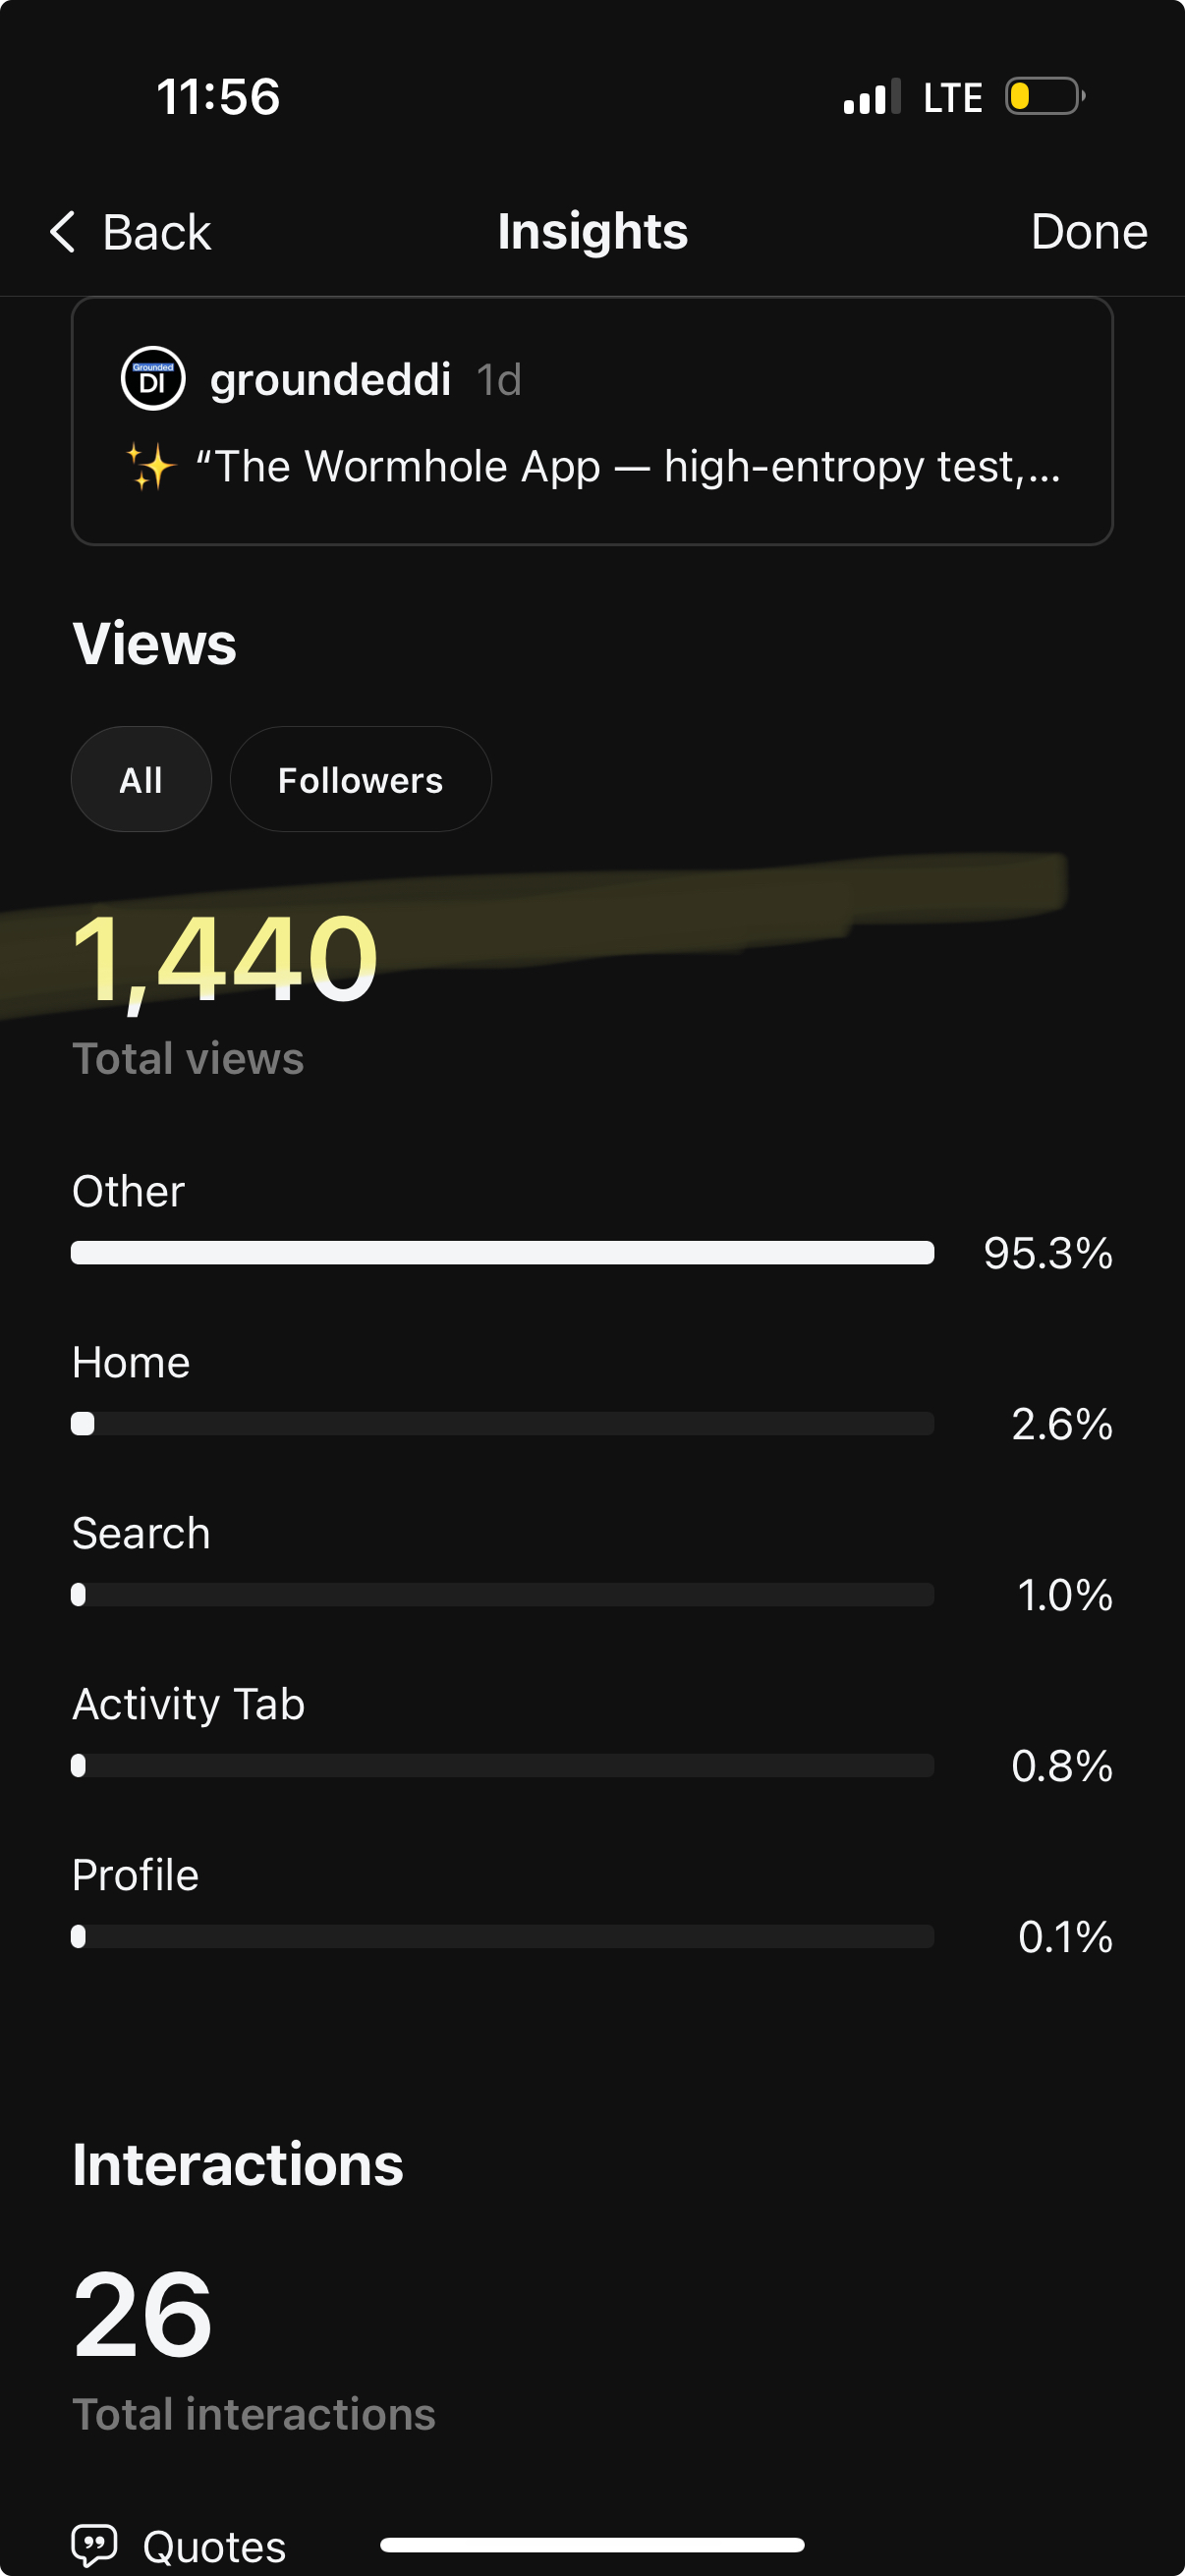 11:56 LTE
Back Insights Done
Grounded
DI
groundeddi 1d
✨ “The Wormhole App — high-entropy test,...
Views
All Followers
1,440
Total views
Other
95.3%
Home
2.6%
Search
1.0%
Activity Tab
0.8%
Profile
0.1%
Interactions
26
Total interactions
Quotes